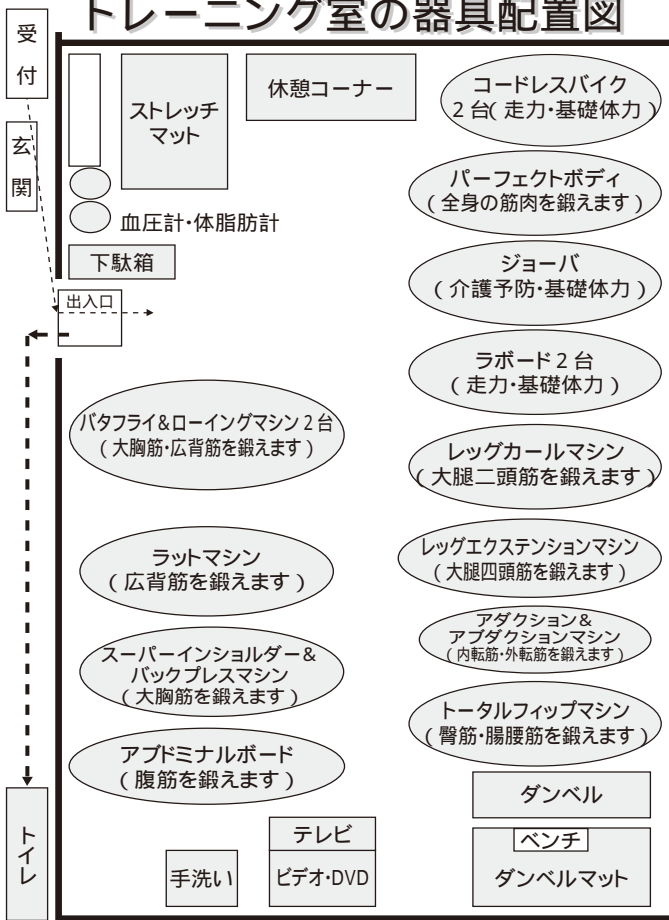 トレーニング室の器具配置図
受付
玄関
ストレッチ
マット
休憩コーナー
血圧計・体脂肪計
下駄箱
出入口
コードレスバイク
2台(走力・基礎体力)
パーフェクトボディ
(全身の筋肉を鍛えます)
ジョーバ
(介護予防・基礎体力)
ラボード2台
(走力・基礎体力)
バタフライ&ローイングマシン2台
(大胸筋・広背筋を鍛えます)
レッグカールマシン
(大腿二頭筋を鍛えます)
ラットマシン
(広背筋を鍛えます)
レッグエクステンションマシン
(大腿四頭筋を鍛えます)
スーパーインショルダー&
バックプレスマシン
(大胸筋を鍛えます)
アダクション&
アブダクションマシン
(内転筋・外転筋を鍛えます)
アブドミナルボード
(腹筋を鍛えます)
トータルフィップマシン
(臀筋・腸腰筋を鍛えます)
トイレ
手洗い
テレビ
ビデオ・DVD
ダンベル
ベンチ
ダンベルマット